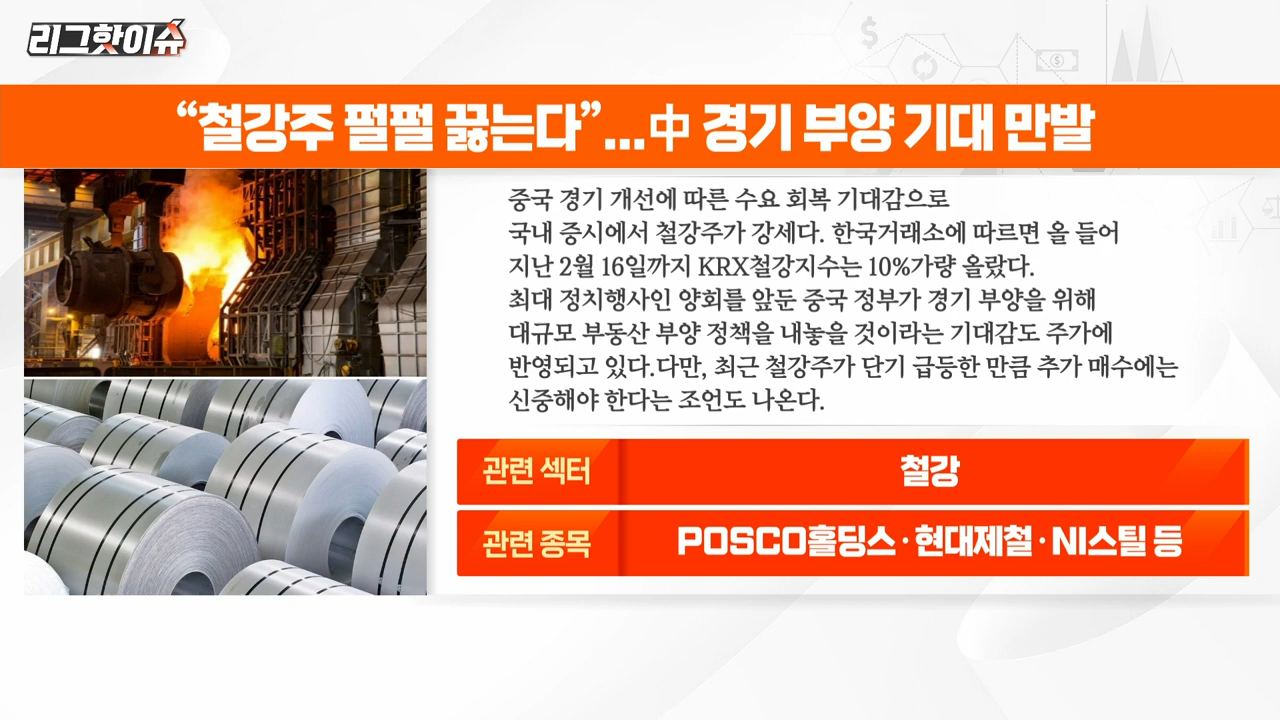 리그핫이슈
“철강주 펄펄 끓는다”...中 경기 부양 기대 만발
중국 경기 개선에 따른 수요 회복 기대감으로
국내 증시에서 철강주가 강세다. 한국거래소에 따르면 올 들어
지난 2월 16일까지 KRX철강지수는 10%가량 올랐다.
최대 정치행사인 양회를 앞둔 중국 정부가 경기 부양을 위해
대규모 부동산 부양 정책을 내놓을 것이라는 기대감도 주가에
반영되고 있다.다만, 최근 철강주가 단기 급등한 만큼 추가 매수에는
신중해야 한다는 조언도 나온다.
관련 섹터
철강
관련 종목
POSCO홀딩스·현대제철·NI스틸 등